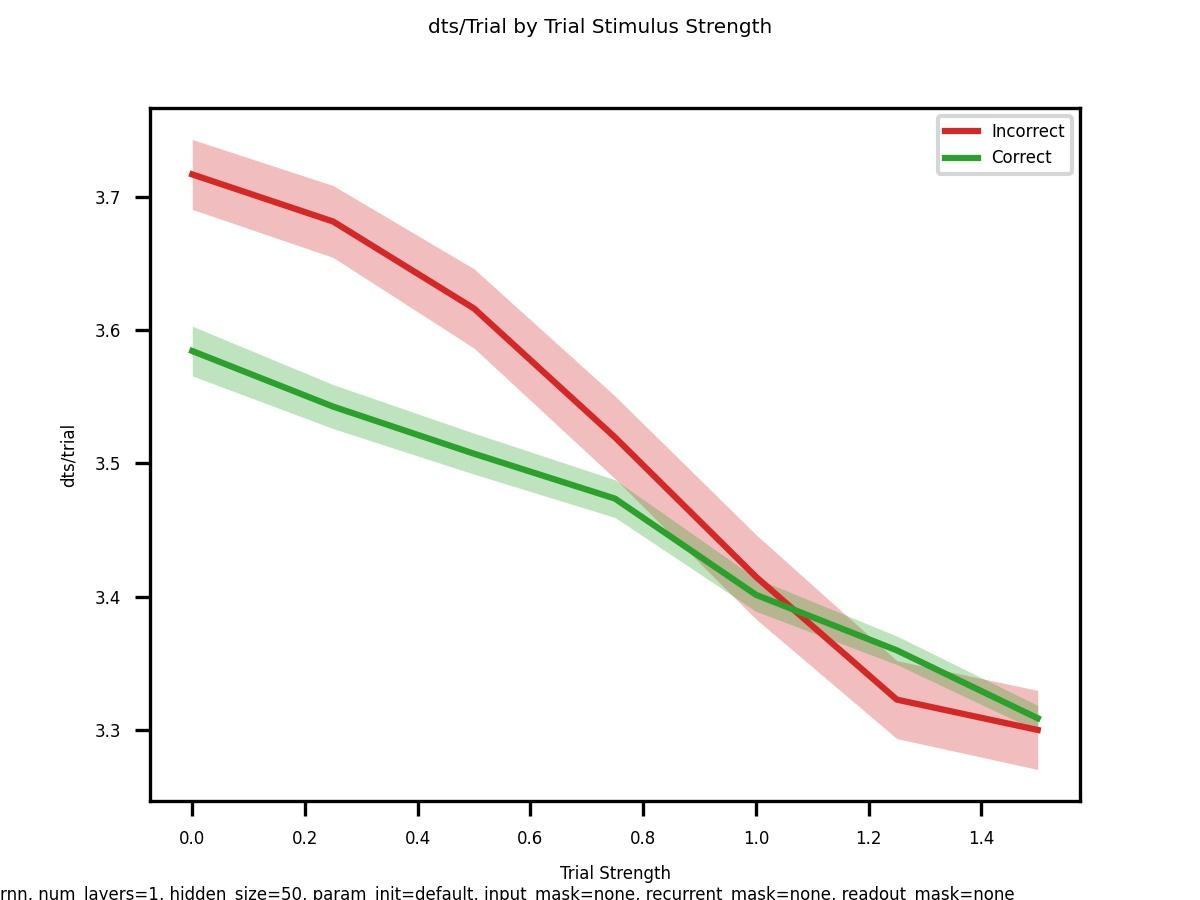 dts/Trial by Trial Stimulus Strength
Incorrect
Correct
3.7
3.6
3.5
3.4
3.3
dts/trial
0.0 0.2 0.4 0.6 0.8 1.0 1.2 1.4
Trial Strength
rnn, num_layers=1, hidden_size=50, param_init=default, input_mask=none, recurrent_mask=none, readout_mask=none